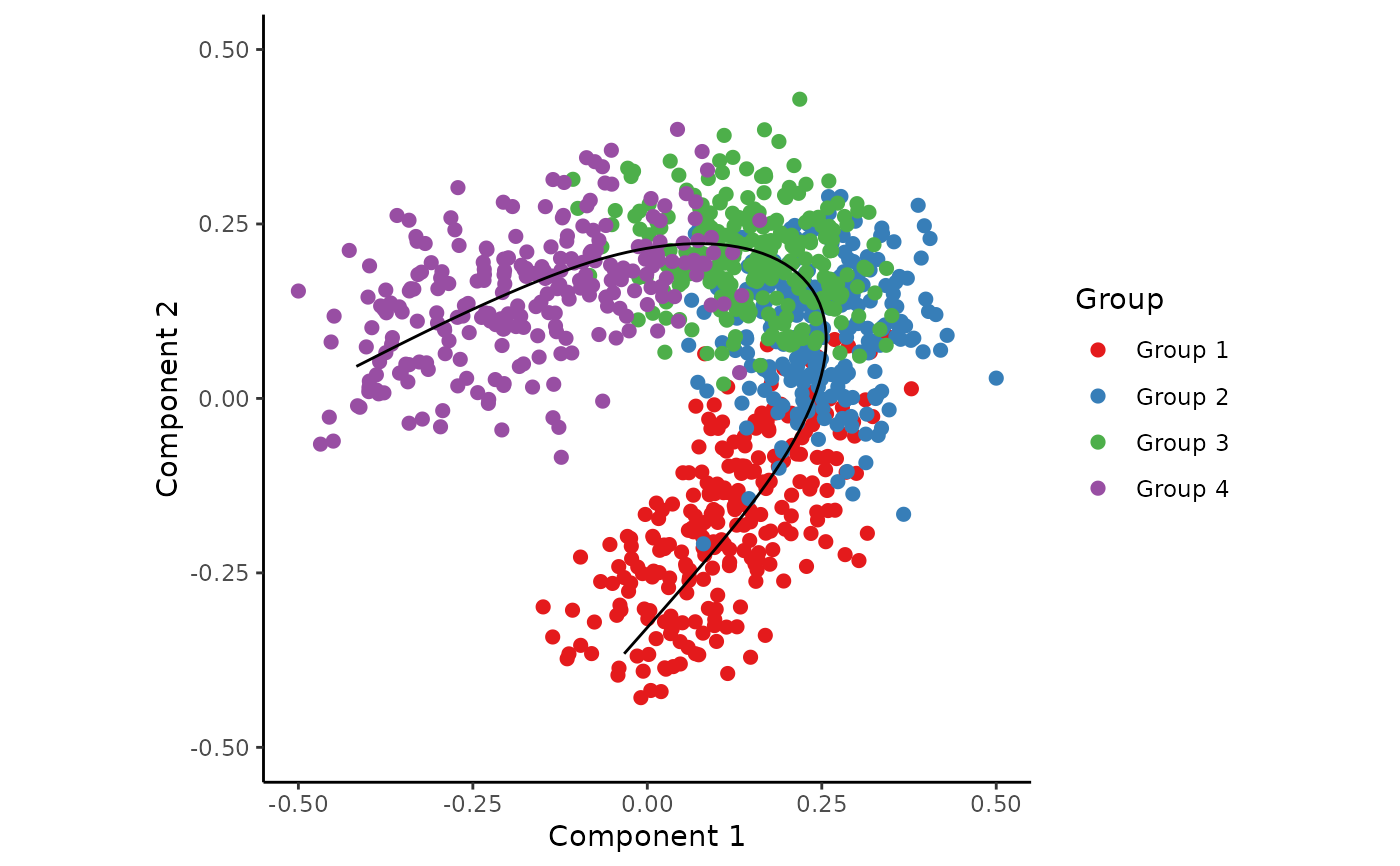 0.50
0.25
0.00
-0.25
-0.50
Component 2
-0.50 -0.25 0.00 0.25 0.50
Component 1
Group
Group 1
Group 2
Group 3
Group 4